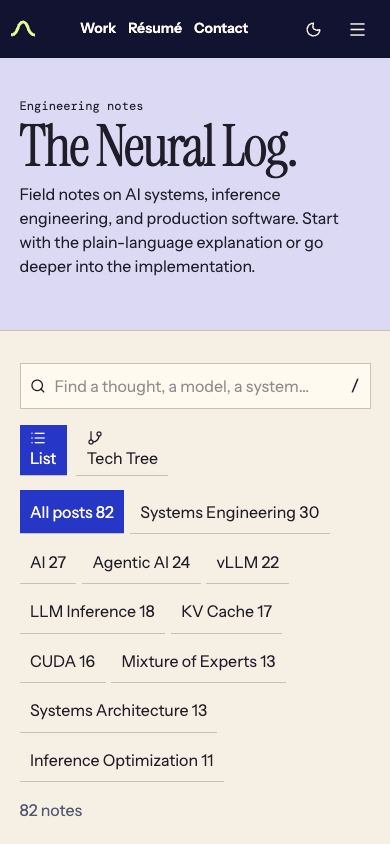 Work Résumé Contact
Engineering notes
The Neural Log.
Field notes on AI systems, inference
engineering, and production software. Start
with the plain-language explanation or go
deeper into the implementation.
Find a thought, a model, a system... /
List
Tech Tree
All posts 82
Systems Engineering 30
AI 27
Agentic AI 24
vLLM 22
LLM Inference 18
KV Cache 17
CUDA 16
Mixture of Experts 13
Systems Architecture 13
Inference Optimization 11
82 notes